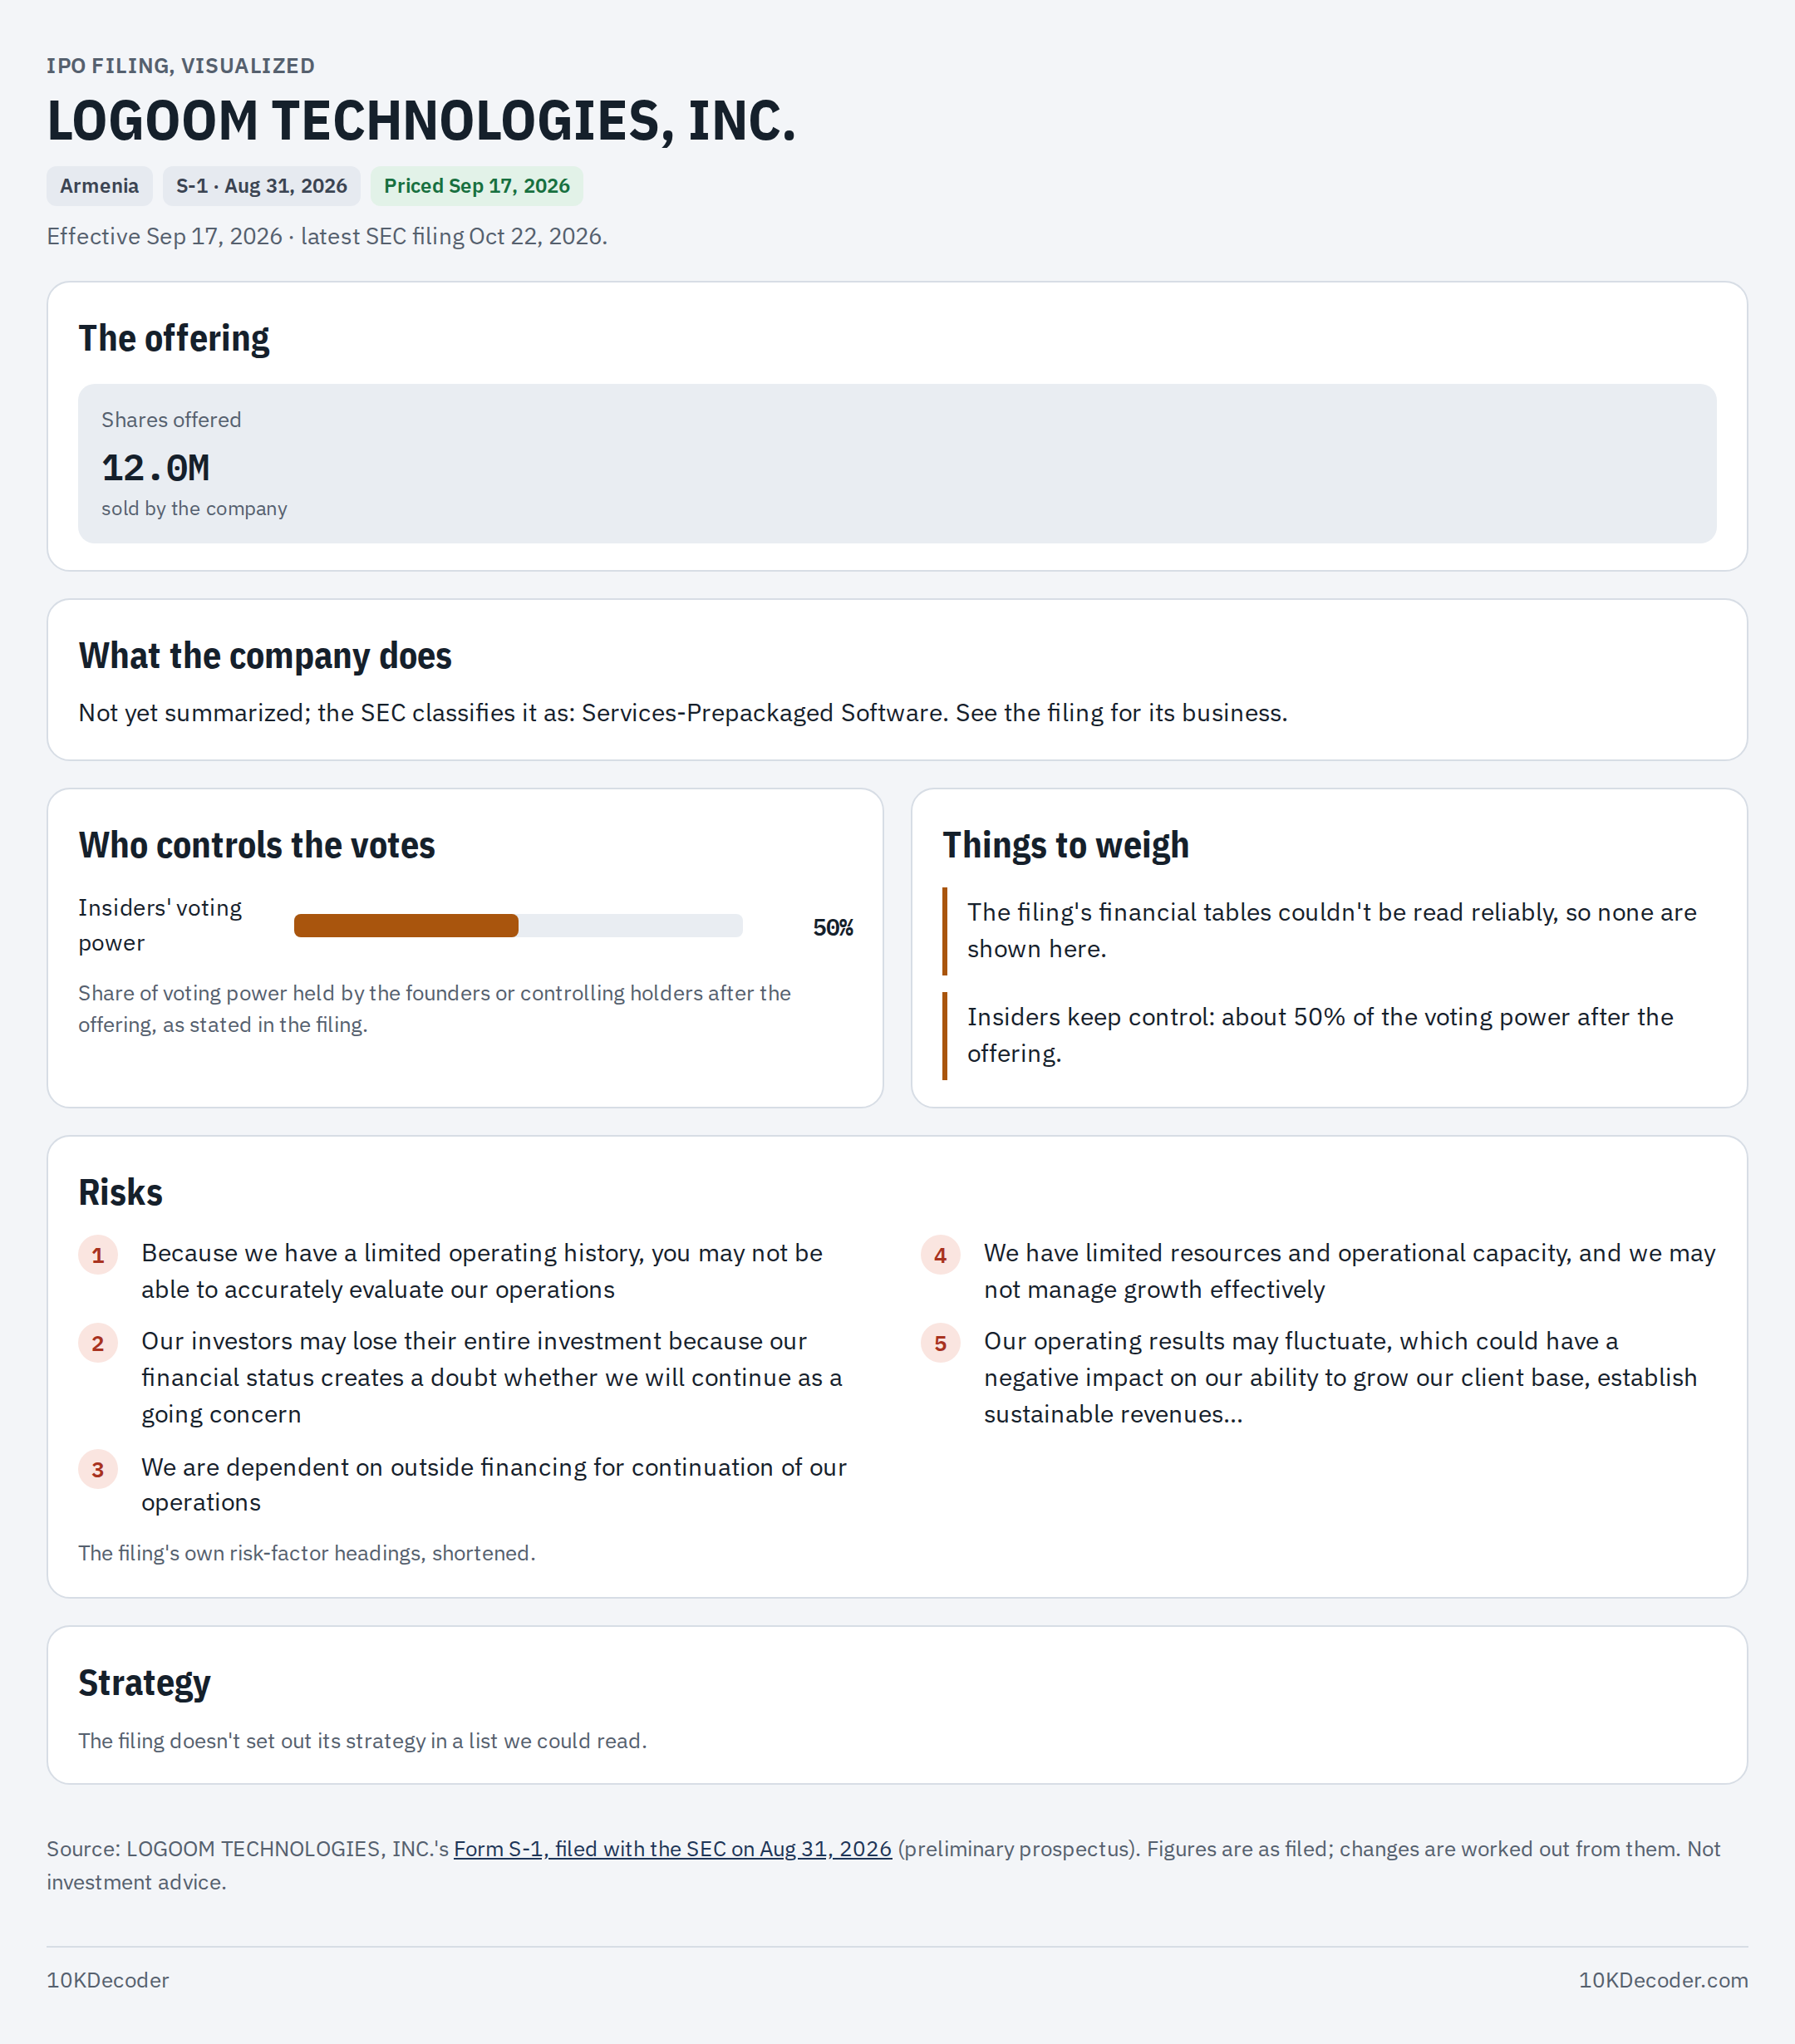 IPO FILING, VISUALIZED
LOGOOM TECHNOLOGIES, INC.
Armenia
S-1 · Aug 31, 2026
Priced Sep 17, 2026
Effective Sep 17, 2026 · latest SEC filing Oct 22, 2026.
The offering
Shares offered
12.0M
sold by the company
What the company does
Not yet summarized; the SEC classifies it as: Services-Prepackaged Software. See the filing for its business.
Who controls the votes
Insiders' voting
power
50%
Share of voting power held by the founders or controlling holders after the
offering, as stated in the filing.
Things to weigh
The filing's financial tables couldn't be read reliably, so none are
shown here.
Insiders keep control: about 50% of the voting power after the
offering.
Risks
1
Because we have a limited operating history, you may not be
able to accurately evaluate our operations
2
Our investors may lose their entire investment because our
financial status creates a doubt whether we will continue as a
going concern
3
We are dependent on outside financing for continuation of our
operations
4
We have limited resources and operational capacity, and we may
not manage growth effectively
5
Our operating results may fluctuate, which could have a
negative impact on our ability to grow our client base, establish
sustainable revenues...
The filing's own risk-factor headings, shortened.
Strategy
The filing doesn't set out its strategy in a list we could read.
Source: LOGOOM TECHNOLOGIES, INC.'s Form S-1, filed with the SEC on Aug 31, 2026 (preliminary prospectus). Figures are as filed; changes are worked out from them. Not
investment advice.
10KDecoder
10KDecoder.com